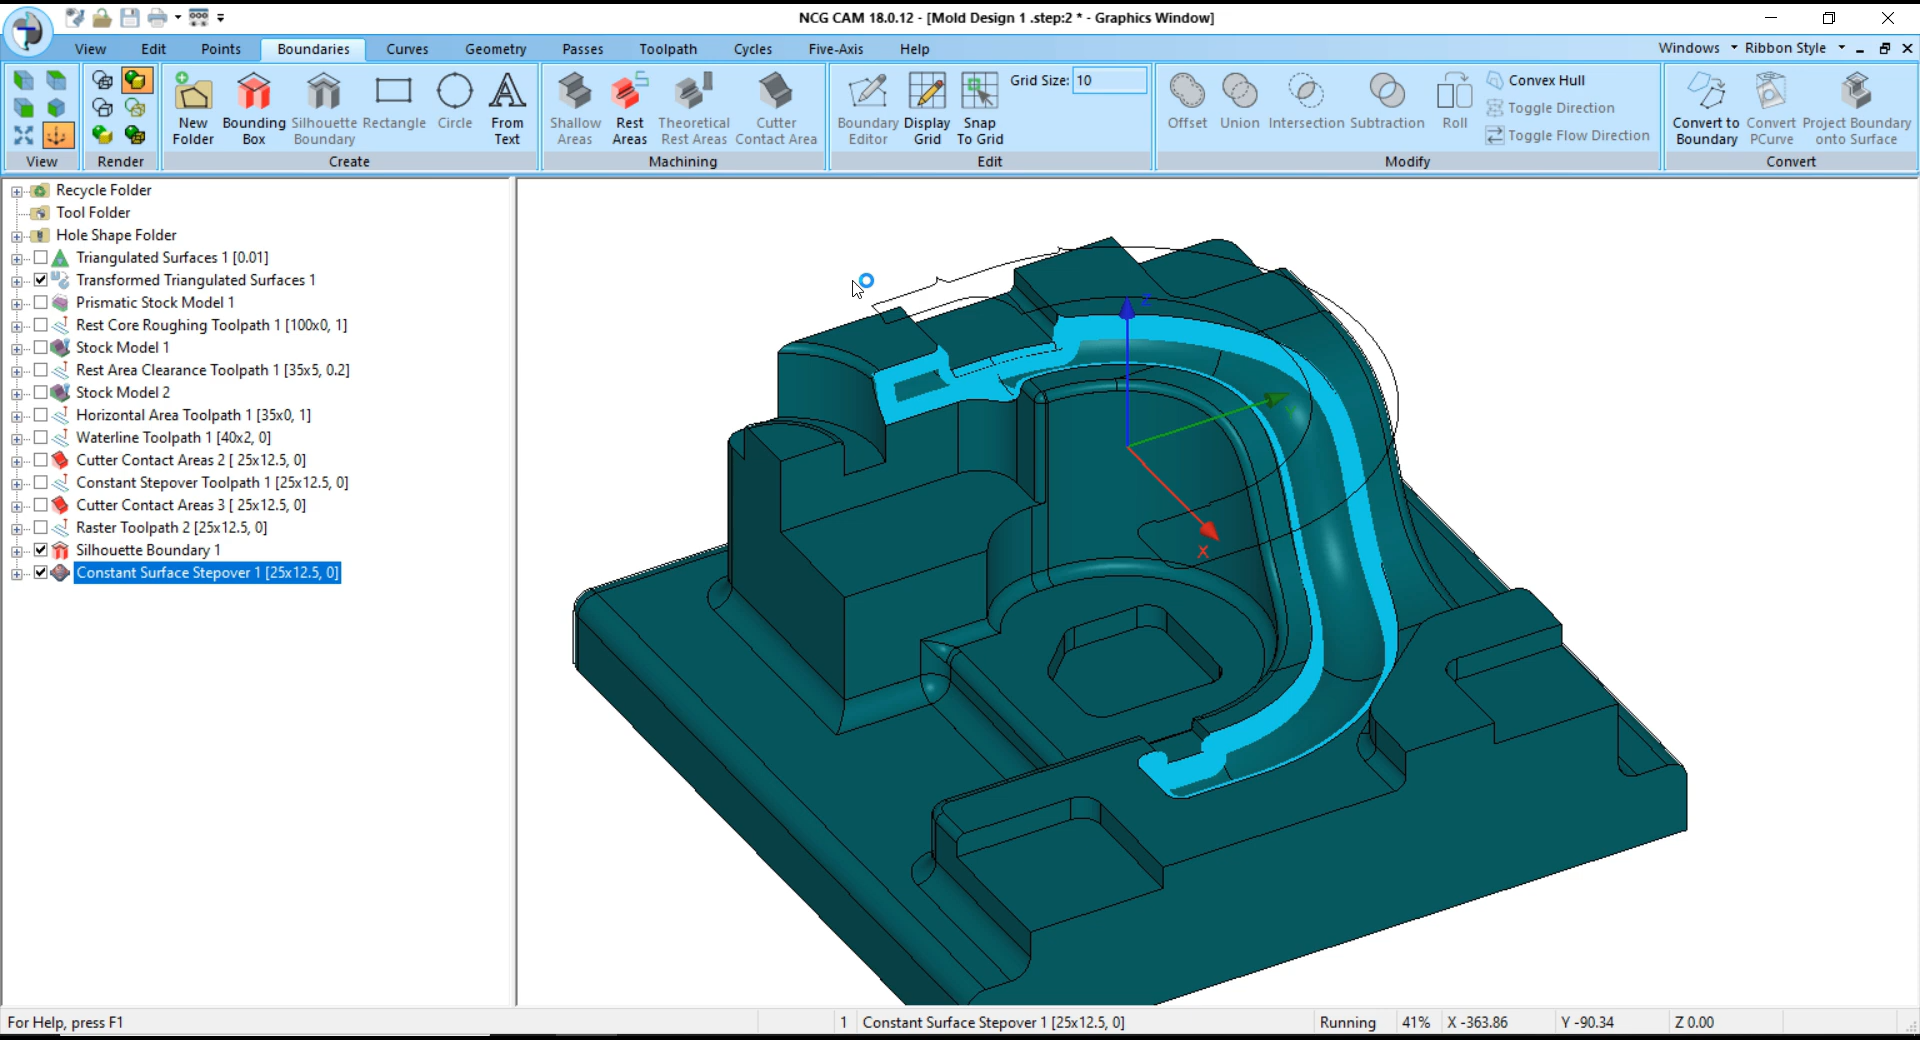 NCG CAM 18.0.12 - [Mold Design 1 .step:2 * - Graphics Window]
View Edit Points Boundaries Curves Geometry Passes Toolpath Cycles Five-Axis Help Windows Ribbon Style
New Folder
Bounding Box
Silhouette Boundary
Rectangle
Circle
From Text
Shallow Areas
Rest Areas
Theoretical Rest Areas
Cutter Contact Area
Boundary Editor
Display Grid
Snap To Grid
Grid Size: 10
Offset
Union
Intersection
Subtraction
Roll
Convex Hull
Toggle Direction
Toggle Flow Direction
Convert to Boundary
Convert PCurve
Project Boundary onto Surface
View Render Create Machining Edit Modify Convert
Recycle Folder
Tool Folder
Hole Shape Folder
Triangulated Surfaces 1 [0.01]
Transformed Triangulated Surfaces 1
Prismatic Stock Model 1
Rest Core Roughing Toolpath 1 [100x0, 1]
Stock Model 1
Rest Area Clearance Toolpath 1 [35x5, 0.2]
Stock Model 2
Horizontal Area Toolpath 1 [35x0, 1]
Waterline Toolpath 1 [40x2, 0]
Cutter Contact Areas 2 [ 25x12.5, 0]
Constant Stepover Toolpath 1 [25x12.5, 0]
Cutter Contact Areas 3 [ 25x12.5, 0]
Raster Toolpath 2 [25x12.5, 0]
Silhouette Boundary 1
Constant Surface Stepover 1 [25x12.5, 0]
Z
Y
X
For Help, press F1
1 Constant Surface Stepover 1 [25x12.5, 0] Running 41% X -363.86 Y -90.34 Z 0.00